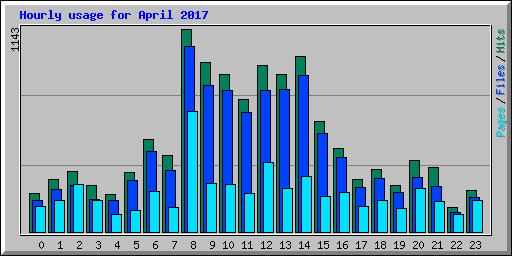 Hourly usage for April 2017
1143
Pages/Files/Hits
0 1 2 3 4 5 6 7 8 9 10 11 12 13 14 15 16 17 18 19 20 21 22 23